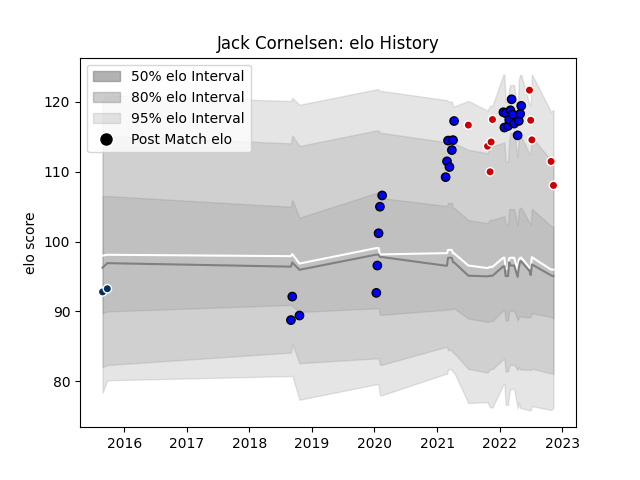 Jack Cornelsen: elo History
50% elo Interval
80% elo Interval
95% elo Interval
Post Match elo
elo score
120
110
100
90
80
2016 2017 2018 2019 2020 2021 2022 2023